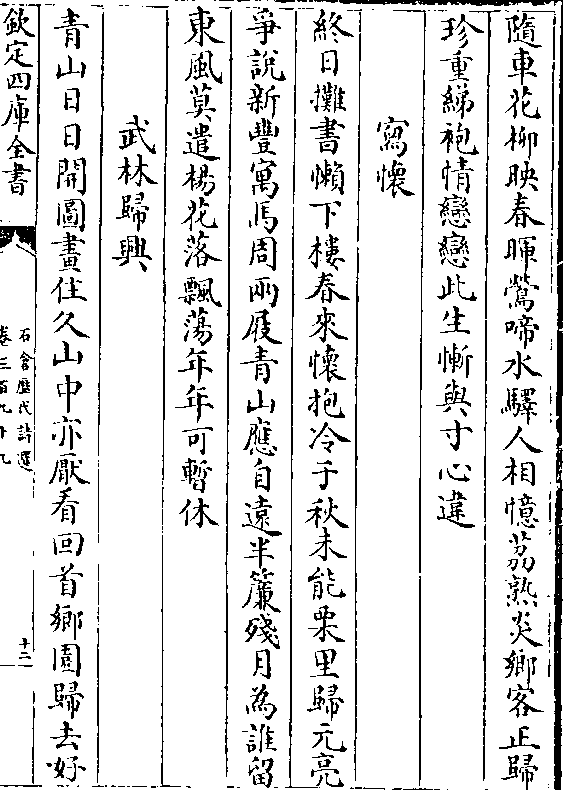 隨車花柳映春暉鶯啼水驛人相憶荔熟炎鄉客正歸
珍重綈袍情戀戀此生慚與寸心違
寫懷
終日攤書懶下樓春來懷抱冷于秋未能栗里歸元亮
爭說新豐寓馬周兩屐青山應自遠半簾殘月為誰留
東風莫遣楊花落飄蕩年年可暫休
武林歸興
青山日日開圖畫住久山中亦厭看回首鄉園歸去好
欽定四庫全書
石倉歷代詩選
卷三百九十九
十二